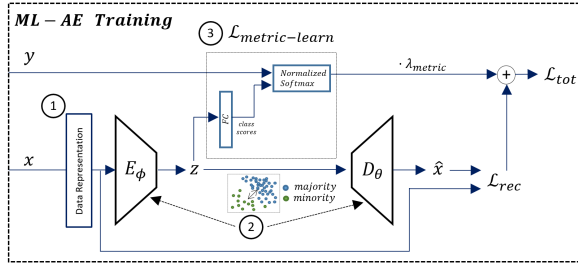 ML − AE Training
3 ℒmetric−learn
y
Normalized
Softmax
· λmetric
+
ℒtot
FC
class
scores
1
x
Data Representation
Eϕ
z
Dθ
x̂
ℒrec
majority
minority
2